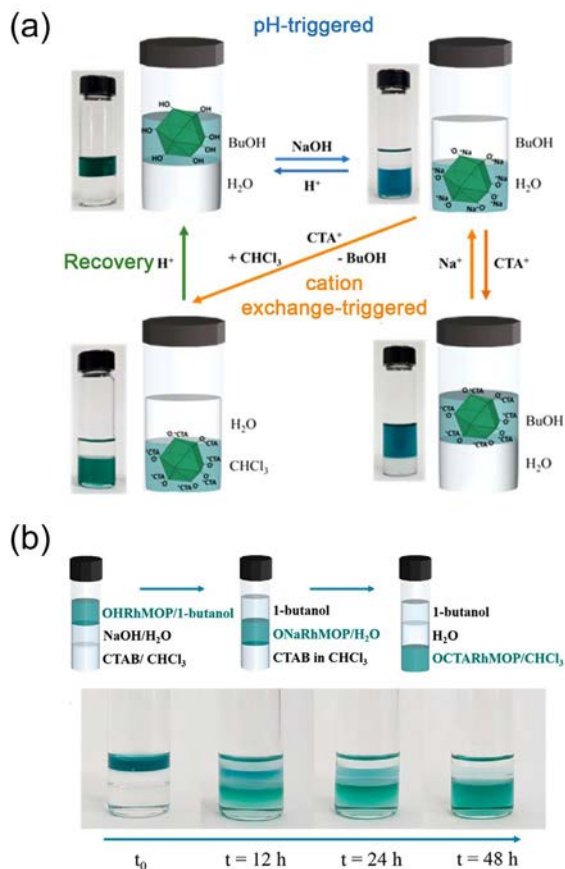 (a)
pH-triggered
BuOH
H₂O
NaOH
H⁺
BuOH
H₂O
CTA⁺
+ CHCl₃
- BuOH
Recovery
H⁺
cation
exchange-triggered
Na⁺
CTA⁺
H₂O
CHCl₃
BuOH
H₂O
(b)
OHRhMOP/1-butanol
NaOH/H₂O
CTAB/ CHCl₃
1-butanol
ONaRhMOP/H₂O
CTAB in CHCl₃
1-butanol
H₂O
OCTARhMOP/CHCl₃
t₀
t = 12 h
t = 24 h
t = 48 h